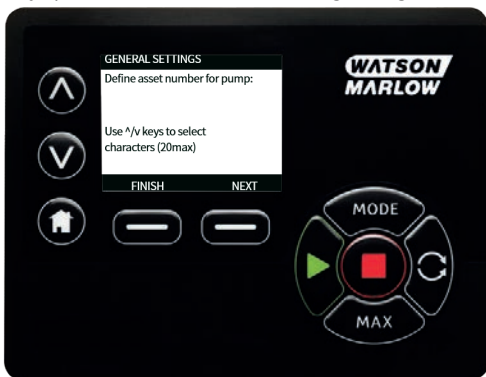 GENERAL SETTINGS
Define asset number for pump:
Use ^/v keys to select
characters (20max)
FINISH NEXT
WATSON
MARLOW
MODE
MAX